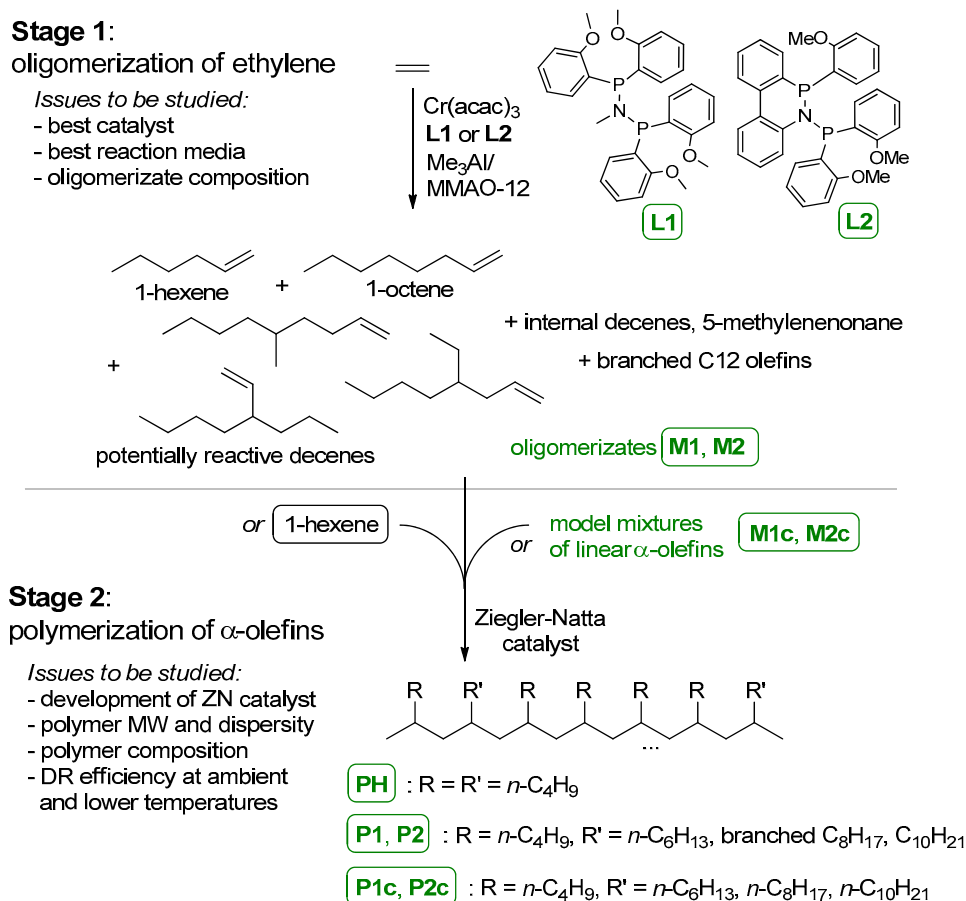 Stage 1:
oligomerization of ethylene
Issues to be studied:
- best catalyst
- best reaction media
- oligomerizate composition
Cr(acac)3
L1 or L2
Me3Al/
MMAO-12
O
O
P
N
P
O
O
L1
MeO
P
N
P
OMe
OMe
L2
1-hexene
+
1-octene
+
+ internal decenes, 5-methylenenonane
+ branched C12 olefins
potentially reactive decenes
oligomerizates M1, M2
or 1-hexene
or
model mixtures
of linear α-olefins
M1c, M2c
Stage 2:
polymerization of α-olefins
Issues to be studied:
- development of ZN catalyst
- polymer MW and dispersity
- polymer composition
- DR efficiency at ambient
and lower temperatures
Ziegler-Natta
catalyst
R R' R R R R R'
...
PH : R = R' = n-C4H9
P1, P2 : R = n-C4H9, R' = n-C6H13, branched C8H17, C10H21
P1c, P2c : R = n-C4H9, R' = n-C6H13, n-C8H17, n-C10H21